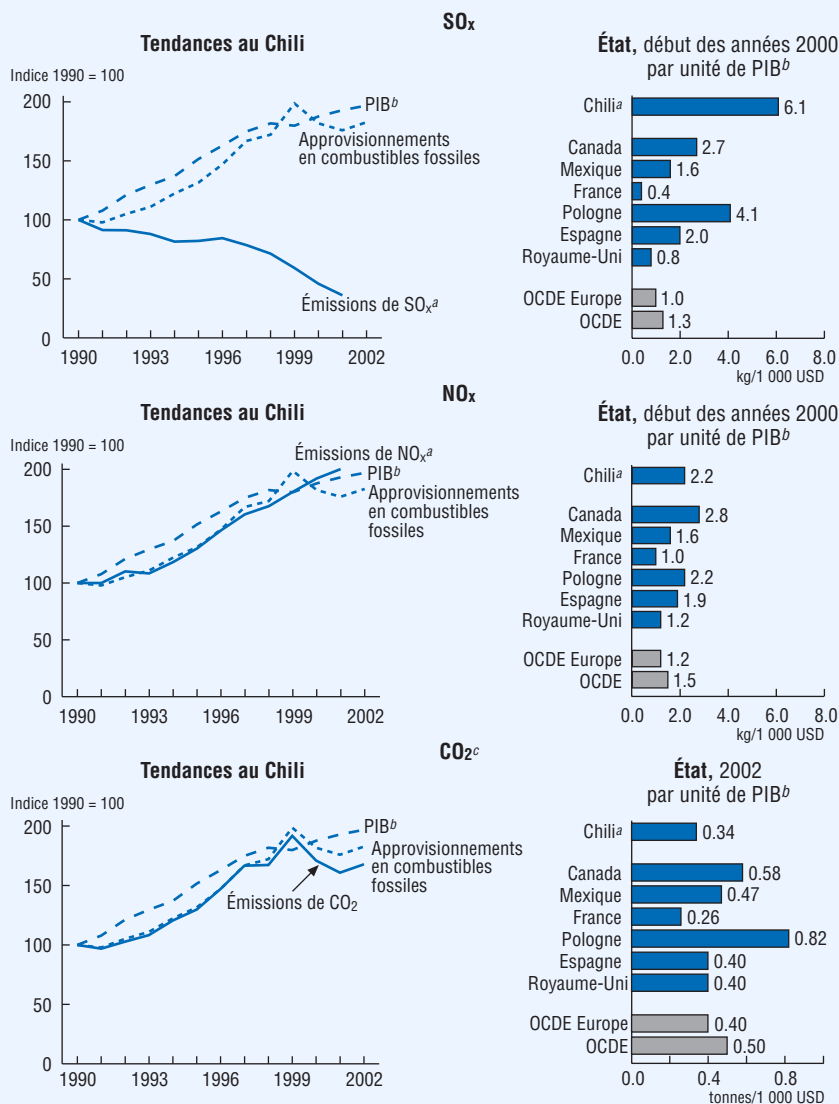 SOx
Tendances au Chili
Indice 1990 = 100
200
150
100
50
0
1990 1993 1996 1999 2002
PIBb
Approvisionnements
en combustibles fossiles
Émissions de SOxa
État, début des années 2000
par unité de PIBb
Chilia 6.1
Canada 2.7
Mexique 1.6
France 0.4
Pologne 4.1
Espagne 2.0
Royaume-Uni 0.8
OCDE Europe 1.0
OCDE 1.3
0.0 2.0 4.0 6.0 8.0
kg/1 000 USD
NOx
Tendances au Chili
Indice 1990 = 100
200
150
100
50
0
1990 1993 1996 1999 2002
Émissions de NOxa
PIBb
Approvisionnements
en combustibles
fossiles
État, début des années 2000
par unité de PIBb
Chilia 2.2
Canada 2.8
Mexique 1.6
France 1.0
Pologne 2.2
Espagne 1.9
Royaume-Uni 1.2
OCDE Europe 1.2
OCDE 1.5
0.0 2.0 4.0 6.0 8.0
kg/1 000 USD
CO2c
Tendances au Chili
Indice 1990 = 100
200
150
100
50
0
1990 1993 1996 1999 2002
PIBb
Approvisionnements
en combustibles
fossiles
Émissions de CO2
État, 2002
par unité de PIBb
Chilia 0.34
Canada 0.58
Mexique 0.47
France 0.26
Pologne 0.82
Espagne 0.40
Royaume-Uni 0.40
OCDE Europe 0.40
OCDE 0.50
0.0 0.4 0.8
tonnes/1 000 USD